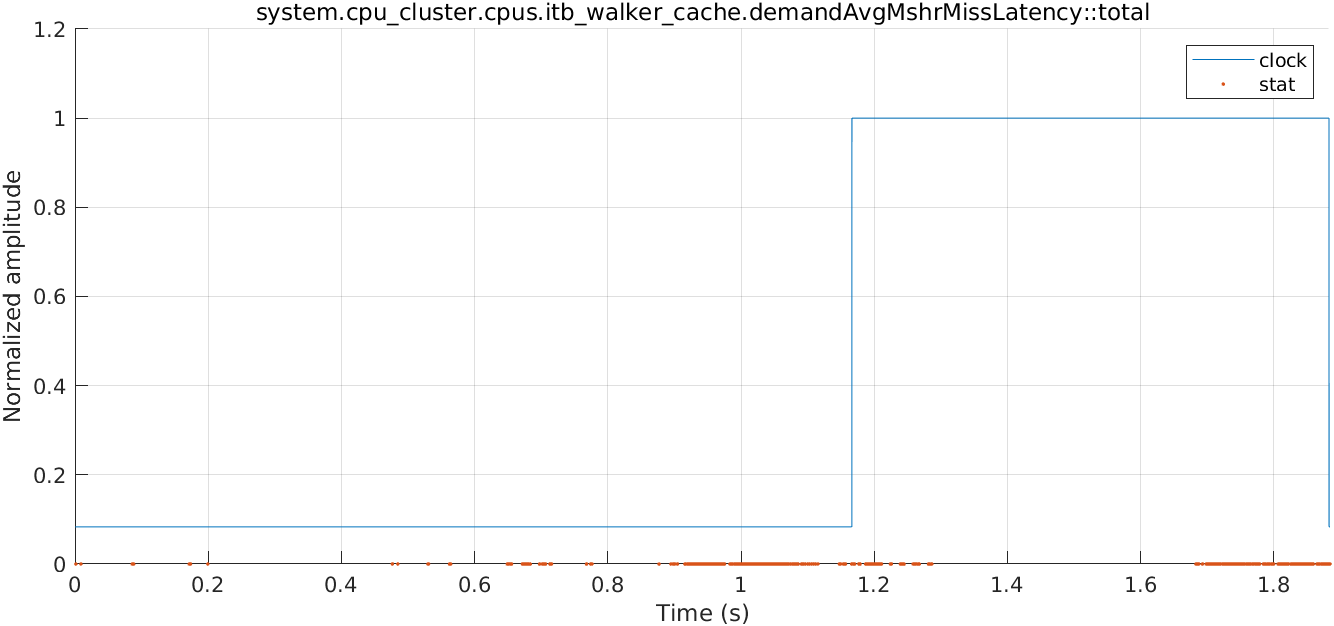 system.cpu_cluster.cpus.itb_walker_cache.demandAvgMshrMissLatency::total
1.2
1
0.8
0.6
0.4
0.2
0
Normalized amplitude
clock
stat
0 0.2 0.4 0.6 0.8 1 1.2 1.4 1.6 1.8
Time (s)